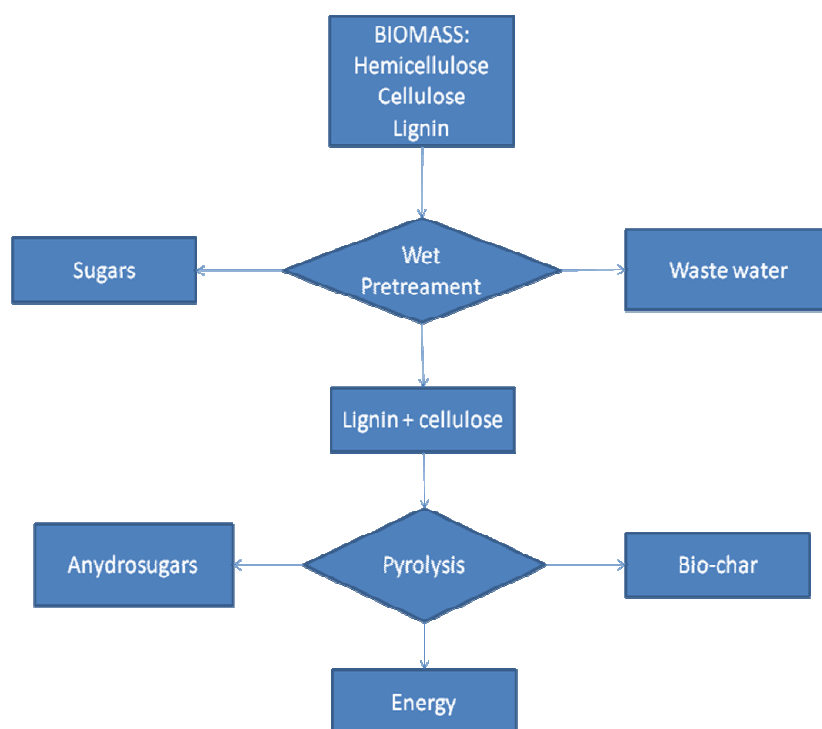 BIOMASS:
Hemicellulose
Cellulose
Lignin
Sugars
Wet
Pretreament
Waste water
Lignin + cellulose
Anydrosugars
Pyrolysis
Bio-char
Energy